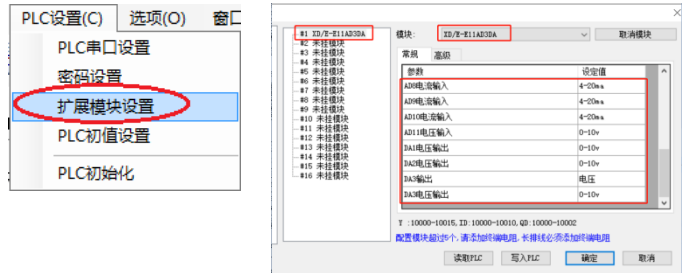 PLC设置(C) 选项(O) 窗口
PLC串口设置
密码设置
扩展模块设置
PLC初值设置
PLC初始化
#1 XD/E-E11AD3DA
#2 未挂模块
#3 未挂模块
#4 未挂模块
#5 未挂模块
#6 未挂模块
#7 未挂模块
#8 未挂模块
#9 未挂模块
#10 未挂模块
#11 未挂模块
#12 未挂模块
#13 未挂模块
#14 未挂模块
#15 未挂模块
#16 未挂模块
模块: XD/E-E11AD3DA 取消模块
常规 高级
参数 设定值
AD8电流输入 4-20ma
AD9电流输入 4-20ma
AD10电流输入 4-20ma
AD11电压输入 0-10v
DA1电压输出 0-10v
DA2电压输出 0-10v
DA3输出 电压
DA3电压输出 0-10v
Y :10000-10015,ID:10000-10010,QD:10000-10002
配置模块超过5个,请添加终端电阻,长排线必须添加终端电阻
读取PLC 写入PLC 确定 取消